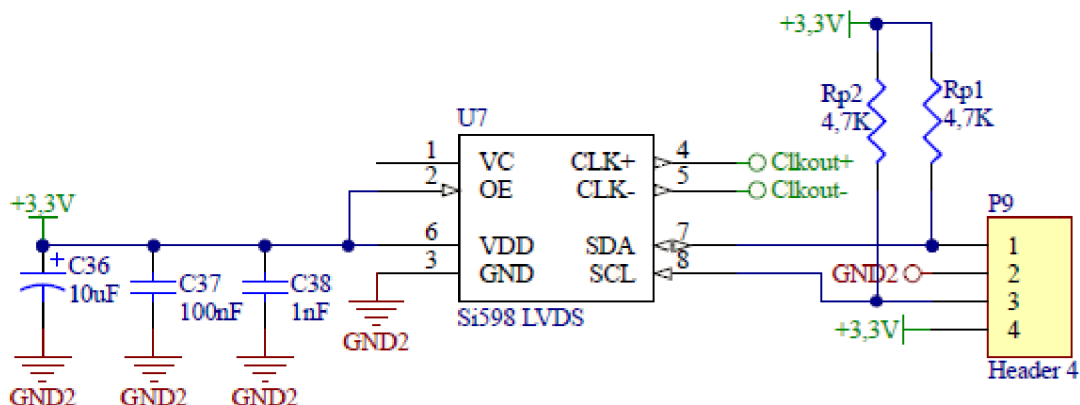 +3,3V
Rp2
4,7K
Rp1
4,7K
U7
1 VC CLK+ 4 Clkout+
2 OE CLK- 5 Clkout-
+3,3V
P9
6 VDD SDA 7 1
3 GND SCL 8 GND2 2
3
+3,3V 4
C36
10uF
C37
100nF
C38
1nF
GND2
Si598 LVDS
Header 4
GND2
GND2
GND2